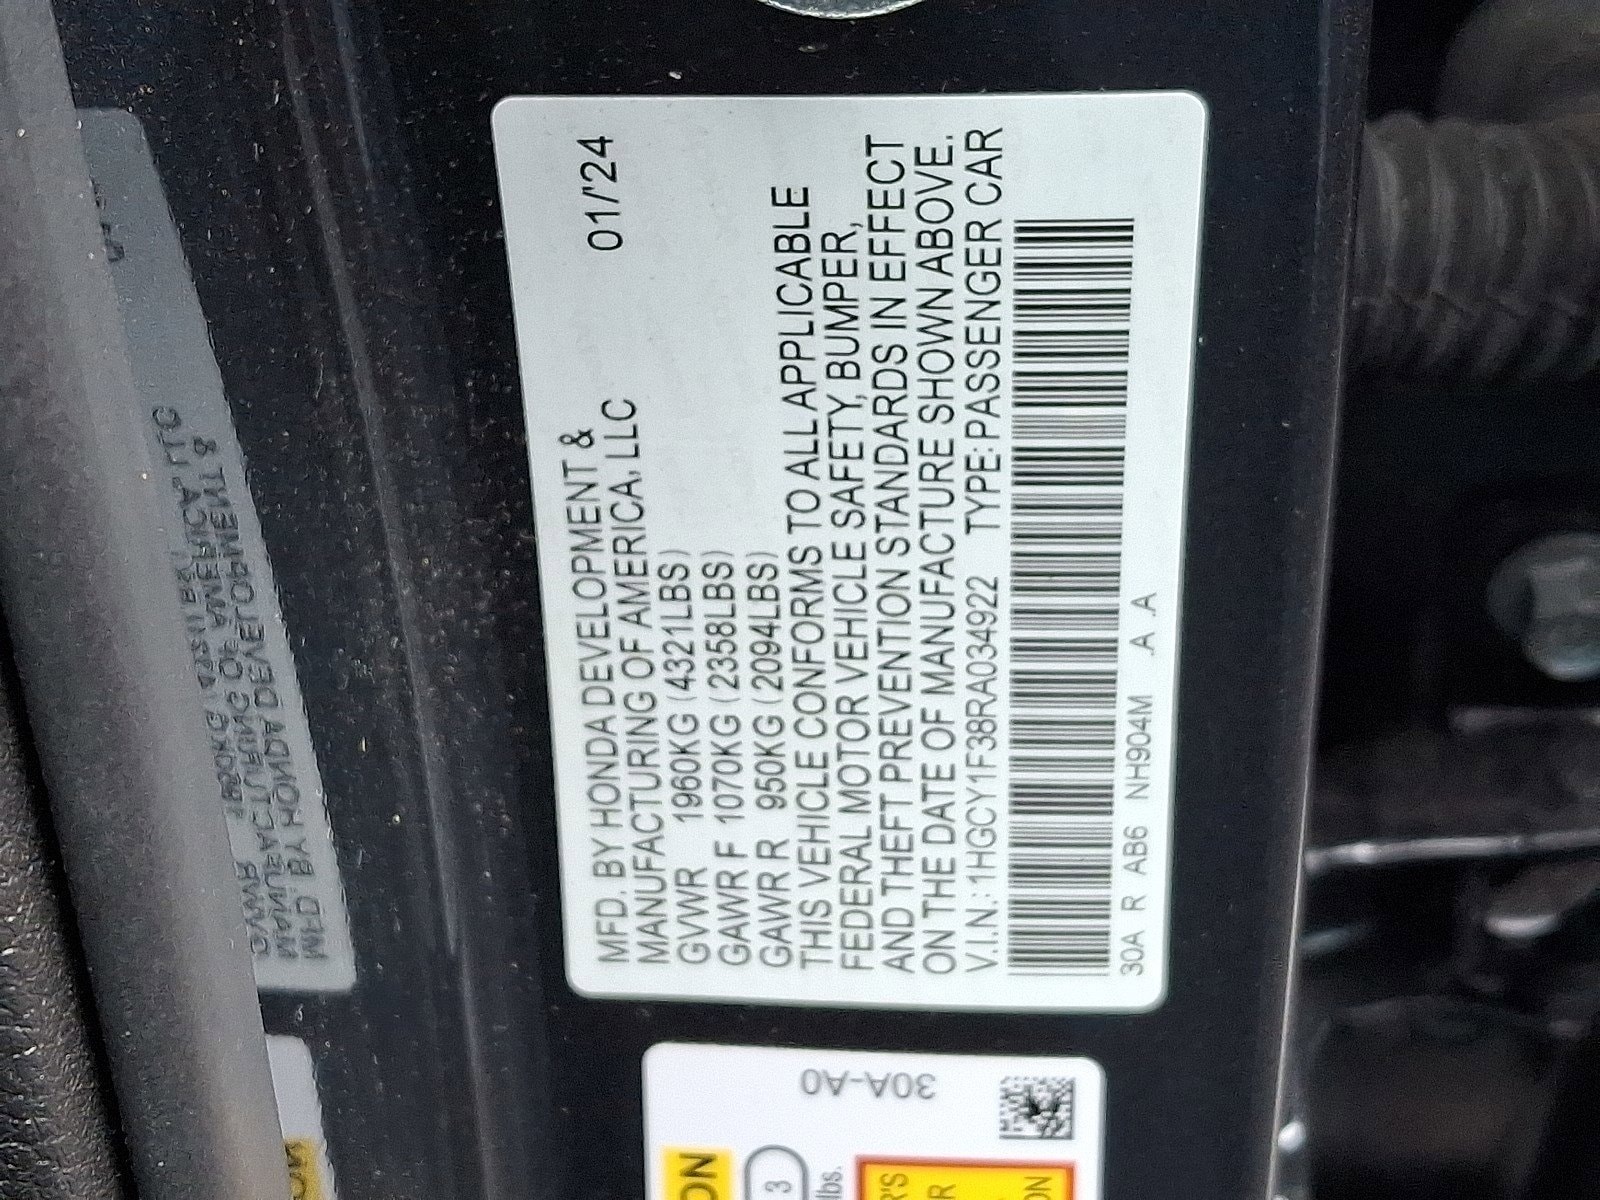 MFD. BY HONDA DEVELOPMENT &
MANUFACTURING OF AMERICA, LLC 01/'24
GVWR 1960KG (4321LBS)
GAWR F 1070KG (2358LBS)
GAWR R 950KG (2094LBS)
THIS VEHICLE CONFORMS TO ALL APPLICABLE
FEDERAL MOTOR VEHICLE SAFETY, BUMPER,
AND THEFT PREVENTION STANDARDS IN EFFECT
ON THE DATE OF MANUFACTURE SHOWN ABOVE.
V.I.N.:1HGCY1F38RA034922 TYPE: PASSENGER CAR
30A R AB6 NH904M .A .A
30A-A0
3
lbs.